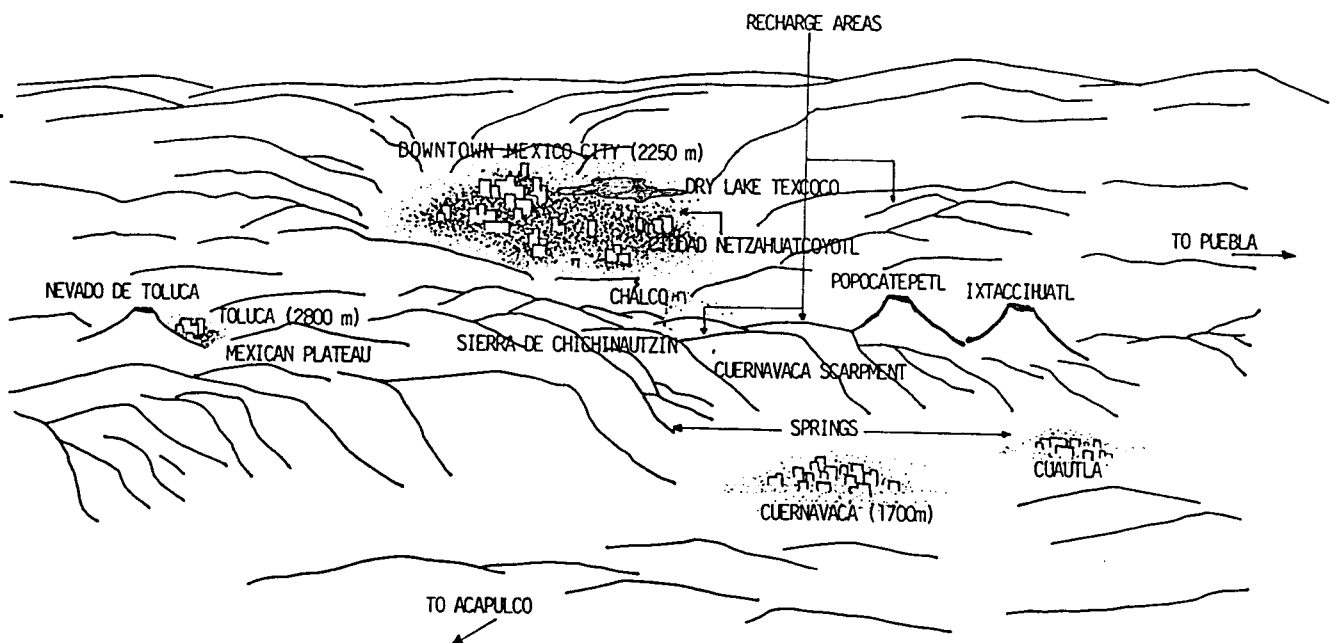 RECHARGE AREAS
DOWNTOWN MEXICO CITY (2250 m)
DRY LAKE TEXCOCO
CIUDAD NETZAHUATCOYOTL
TO PUEBLA
CHALCO
POPOCATEPETL
IXTACCIHUATL
NEVADO DE TOLUCA
TOLUCA (2800 m)
MEXICAN PLATEAU
SIERRA DE CHICHINAUTZIN
CUERNAVACA SCARPMENT
SPRINGS
CUAUTLA
CUERNAVACA (1700m)
TO ACAPULCO